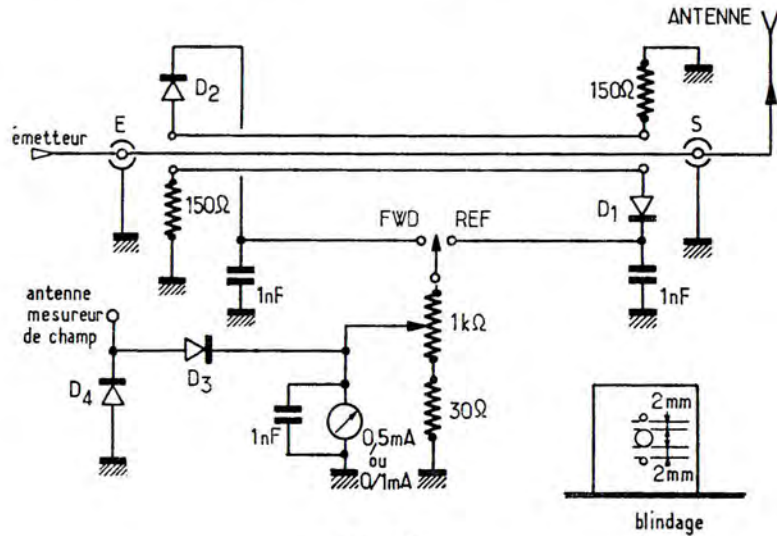 ANTENNE
D2
150Ω
E
S
émetteur
150Ω
D1
FWD
REF
1nF
1nF
antenne
mesureur
de champ
1kΩ
D3
D4
30Ω
2mm
1nF
0,5mA
ou
0/1mA
2mm
blindage